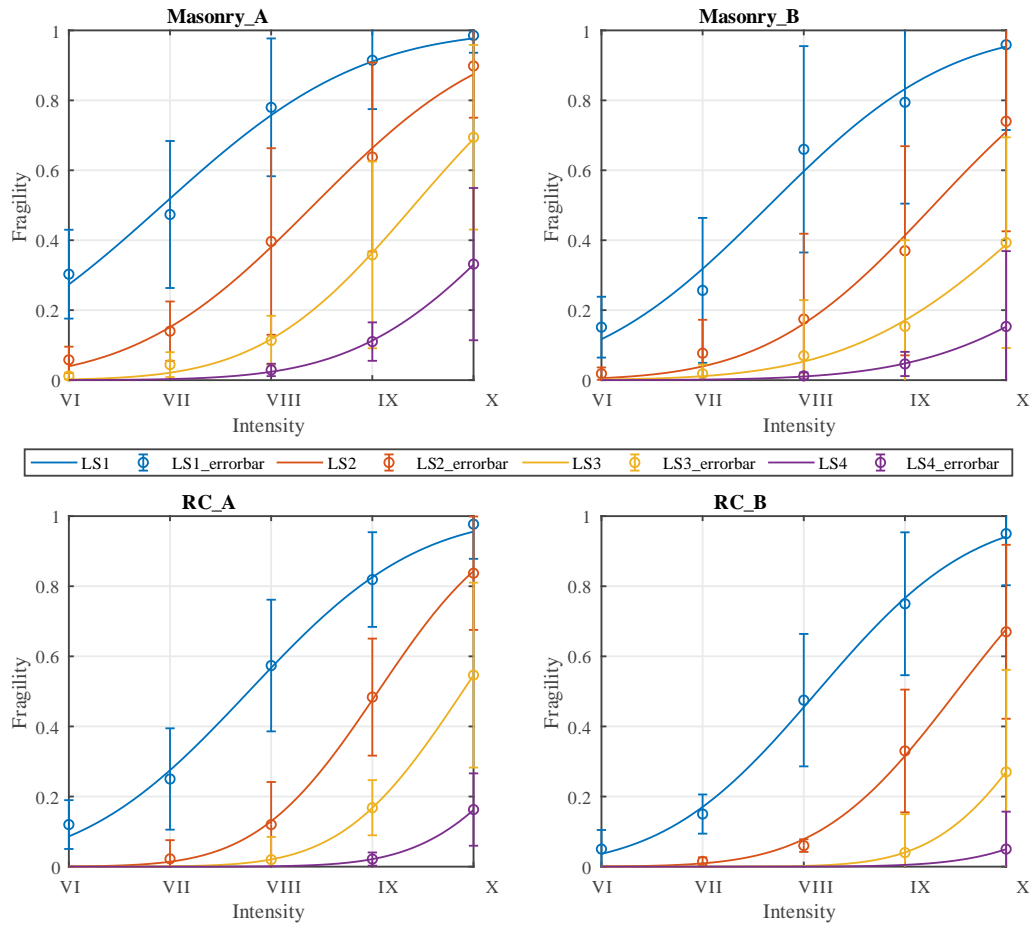 Masonry_A
Masonry_B
1
0.8
0.6
0.4
0.2
0
Fragility
VI VII VIII IX X
Intensity
1
0.8
0.6
0.4
0.2
0
Fragility
VI VII VIII IX X
Intensity
LS1 LS1_errorbar LS2 LS2_errorbar LS3 LS3_errorbar LS4 LS4_errorbar
RC_A
RC_B
1
0.8
0.6
0.4
0.2
0
Fragility
VI VII VIII IX X
Intensity
1
0.8
0.6
0.4
0.2
0
Fragility
VI VII VIII IX X
Intensity